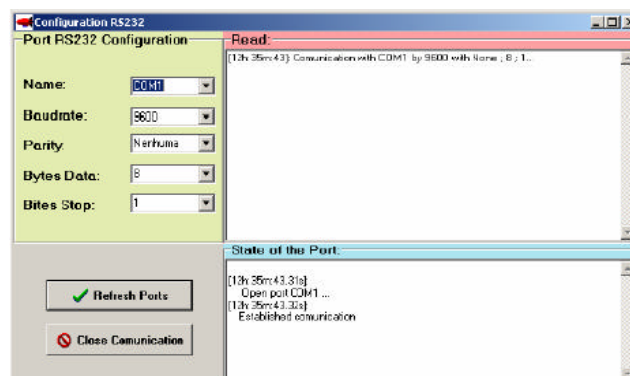 Configuration RS232
Port RS232 Configuration
Name:
COM1
Baudrate:
9600
Parity:
Nenhuma
Bytes Data:
8
Bites Stop:
1
Refresh Ports
Close Comunication
Read:
[12h:35m:43] Comunication with COM1 by 9600 with None ; 8 ; 1..
State of the Port:
[12h:35m:43.31s]
Open port COM1 ...
[12h:35m:43.32s]
Established comunication